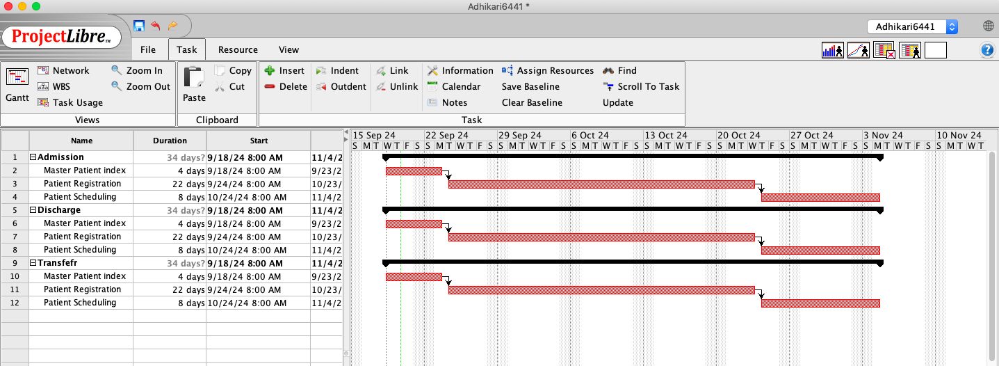 Adhikari6441 *
ProjectLibre™
Adhikari6441
File Task Resource View
?
Gantt
Network
WBS
Task Usage
Zoom In
Zoom Out
Views
Paste
Copy
Cut
Clipboard
Insert
Delete
Indent
Outdent
Link
Unlink
Information
Calendar
Notes
Assign Resources
Save Baseline
Clear Baseline
Find
Scroll To Task
Update
Task
Name Duration Start
15 Sep 24 22 Sep 24 29 Sep 24 6 Oct 24 13 Oct 24 20 Oct 24 27 Oct 24 3 Nov 24 10 Nov 24
S M T W T F S S M T W T F S S M T W T F S S M T W T F S S M T W T F S S M T W T F S S M T W T F S S M T W T F S S M T W T
1 Admission 34 days? 9/18/24 8:00 AM 11/4/2
2 Master Patient index 4 days 9/18/24 8:00 AM 9/23/2
3 Patient Registration 22 days 9/24/24 8:00 AM 10/23/
4 Patient Scheduling 8 days 10/24/24 8:00 AM 11/4/2
5 Discharge 34 days? 9/18/24 8:00 AM 11/4/2
6 Master Patient index 4 days 9/18/24 8:00 AM 9/23/2
7 Patient Registration 22 days 9/24/24 8:00 AM 10/23/
8 Patient Scheduling 8 days 10/24/24 8:00 AM 11/4/2
9 Transfefr 34 days? 9/18/24 8:00 AM 11/4/2
10 Master Patient index 4 days 9/18/24 8:00 AM 9/23/2
11 Patient Registration 22 days 9/24/24 8:00 AM 10/23/
12 Patient Scheduling 8 days 10/24/24 8:00 AM 11/4/2